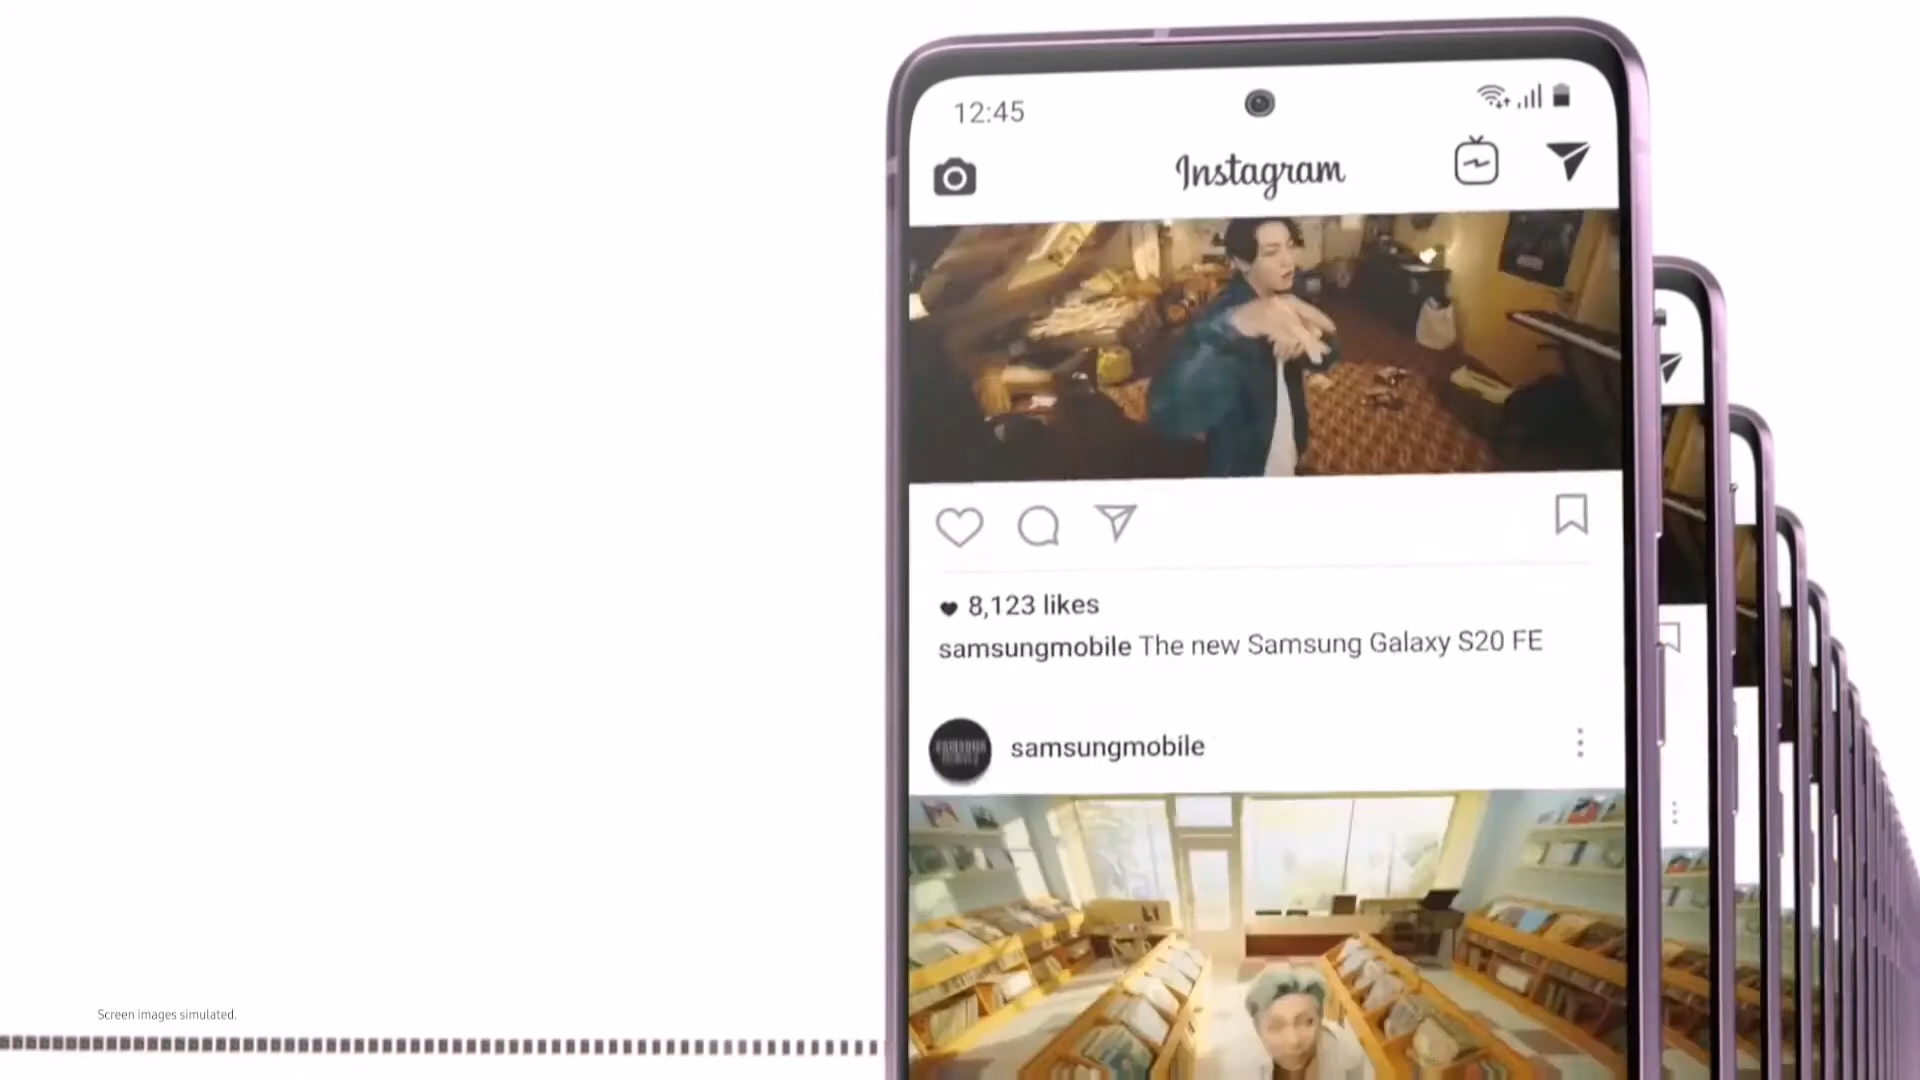 12:45
Instagram
8,123 likes
samsungmobile The new Samsung Galaxy S20 FE
samsungmobile
Screen images simulated.